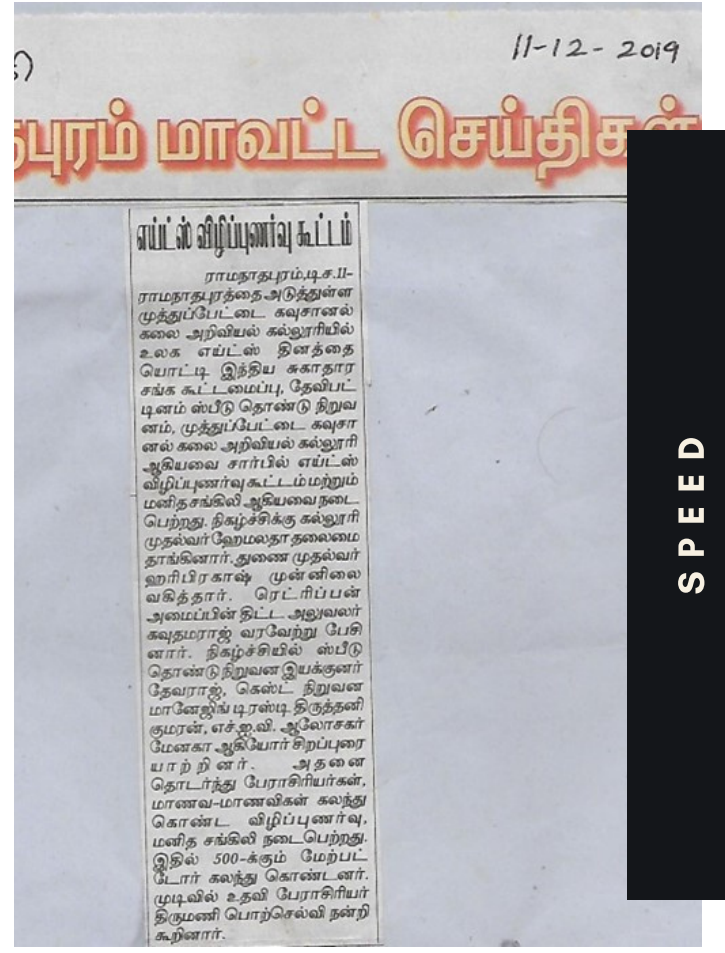 11-12-2019
தபுரம் மாவட்ட செய்திகள்
எய்ட்ஸ் விழிப்புணர்வு கூட்டம்
ராமநாதபுரம்,டிச.11-
ராமநாதபுரத்தை அடுத்துள்ள
முத்துப்பேட்டை கவுசானல்
கலை அறிவியல் கல்லூரியில்
உலக எய்ட்ஸ் தினத்தை
யொட்டி இந்திய சுகாதார
சங்க கூட்டமைப்பு, தேவிபட்
டினம் ஸ்பீடு தொண்டு நிறுவ
னம், முத்துப்பேட்டை கவுசா
னல் கலை அறிவியல் கல்லூரி
ஆகியவை சார்பில் எய்ட்ஸ்
விழிப்புணர்வு கூட்டம் மற்றும்
மனித சங்கிலி ஆகியவை நடை
பெற்றது. நிகழ்ச்சிக்கு கல்லூரி
முதல்வர் ஹேமலதா தலைமை
தாங்கினார். துணை முதல்வர்
ஹரிபிரகாஷ் முன்னிலை
வகித்தார். ரெட்ரிப்பன்
அமைப்பின் திட்ட அலுவலர்
கவுதமராஜ் வரவேற்று பேசி
னார். நிகழ்ச்சியில் ஸ்பீடு
தொண்டு நிறுவன இயக்குனர்
தேவராஜ், கெஸ்ட் நிறுவன
மானேஜிங் டிரஸ்டி திருத்தணி
குமரன், எச்.ஐ.வி. ஆலோசகர்
மேனகா ஆகியோர் சிறப்புரை
யாற்றினர். அதனை
தொடர்ந்து பேராசிரியர்கள்,
மாணவ-மாணவிகள் கலந்து
கொண்ட விழிப்புணர்வு,
மனித சங்கிலி நடைபெற்றது.
இதில் 500-க்கும் மேற்பட்
டோர் கலந்து கொண்டனர்.
முடிவில் உதவி பேராசிரியர்
திருமணி பொற்செல்வி நன்றி
கூறினார்.
SPEED